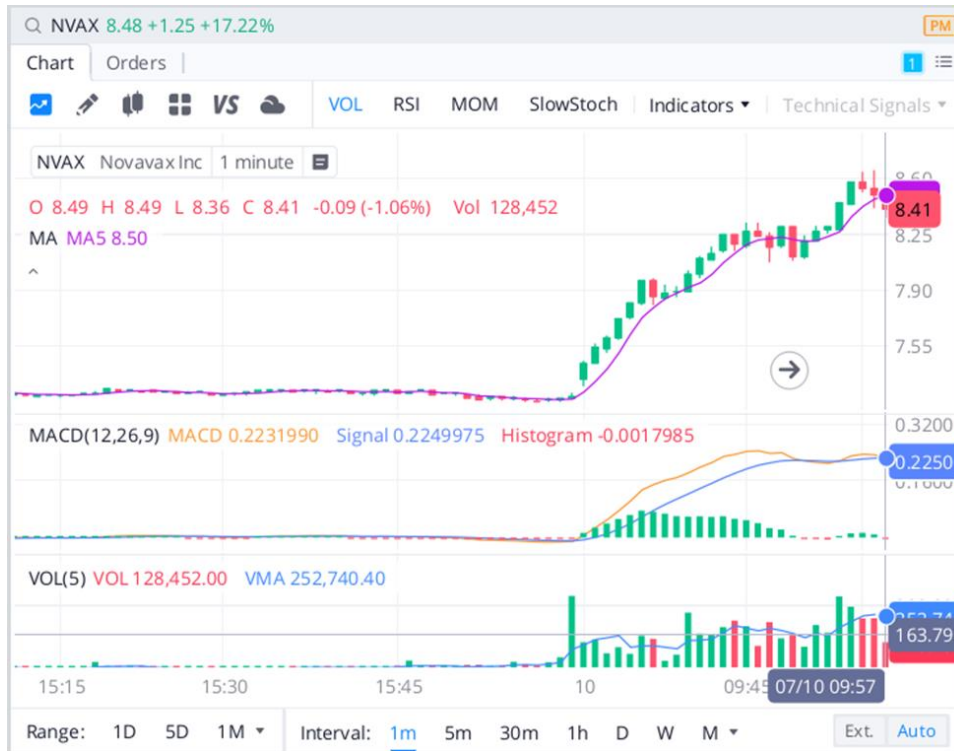 NVAX 8.48 +1.25 +17.22% PM
Chart Orders 1
VS VOL RSI MOM SlowStoch Indicators Technical Signals
NVAX Novavax Inc 1 minute
8.60
O 8.49 H 8.49 L 8.36 C 8.41 -0.09 (-1.06%) Vol 128,452
8.41
MA MA5 8.50
8.25
7.90
7.55
MACD(12,26,9) MACD 0.2231990 Signal 0.2249975 Histogram -0.0017985
0.3200
0.2250
0.1600
VOL(5) VOL 128,452.00 VMA 252,740.40
163.79
15:15 15:30 15:45 10 09:45 07/10 09:57
Range: 1D 5D 1M Interval: 1m 5m 30m 1h D W M Ext. Auto